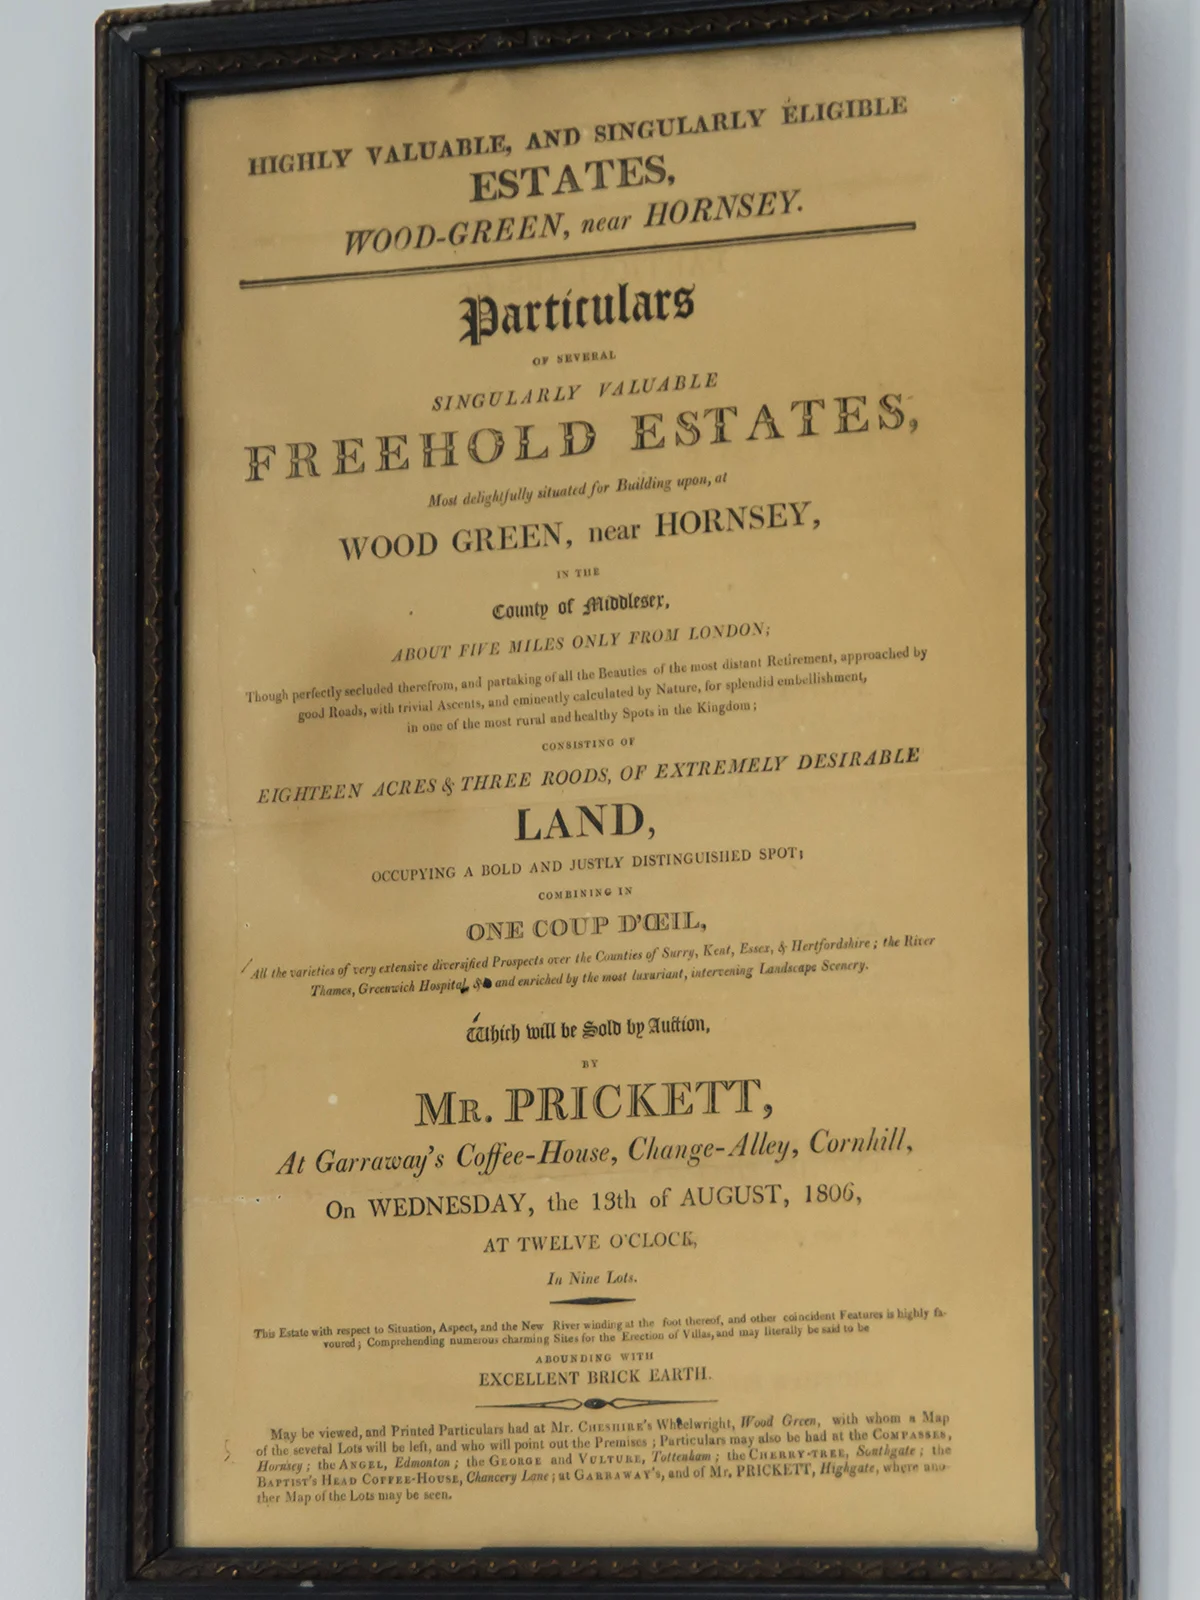 HIGHLY VALUABLE, AND SINGULARLY ELIGIBLE
ESTATES,
WOOD-GREEN, near HORNSEY.
Particulars
OF SEVERAL
SINGULARLY VALUABLE
FREEHOLD ESTATES,
Most delightfully situated for Building upon, at
WOOD GREEN, near HORNSEY,
IN THE
County of Middlesex,
ABOUT FIVE MILES ONLY FROM LONDON;
Though perfectly secluded therefrom, and partaking of all the Beauties of the most distant Retirement, approached by
good Roads, with trivial Ascents, and eminently calculated by Nature, for splendid embellishment,
in one of the most rural and healthy Spots in the Kingdom;
CONSISTING OF
EIGHTEEN ACRES & THREE ROODS, OF EXTREMELY DESIRABLE
LAND,
OCCUPYING A BOLD AND JUSTLY DISTINGUISHED SPOT;
COMBINING IN
ONE COUP D'ŒIL,
All the varieties of very extensive diversified Prospects over the Counties of Surry, Kent, Essex, & Hertfordshire; the River
Thames, Greenwich Hospital, & and enriched by the most luxuriant, intervening Landscape Scenery.
Which will be Sold by Auction,
BY
MR. PRICKETT,
At Garraway's Coffee-House, Change-Alley, Cornhill,
On WEDNESDAY, the 13th of AUGUST, 1806,
AT TWELVE O'CLOCK,
In Nine Lots.
This Estate with respect to Situation, Aspect, and the New River winding at the foot thereof, and other coincident Features is highly fa-
voured; Comprehending numerous charming Sites for the Erection of Villas, and may literally be said to be
ABOUNDING WITH
EXCELLENT BRICK EARTH.
May be viewed, and Printed Particulars had at Mr. CHESHIRE's Wheelwright, Wood Green, with whom a Map
of the several Lots will be left, and who will point out the Premises; Particulars may also be had at the COMPASSES,
Hornsey; the ANGEL, Edmonton; the GEORGE and VULTURE, Tottenham; the CHERRY-TREE, Southgate; the
BAPTIST's HEAD COFFEE-HOUSE, Chancery Lane; at GARRAWAY's, and of Mr. PRICKETT, Highgate, where ano-
ther Map of the Lots may be seen.